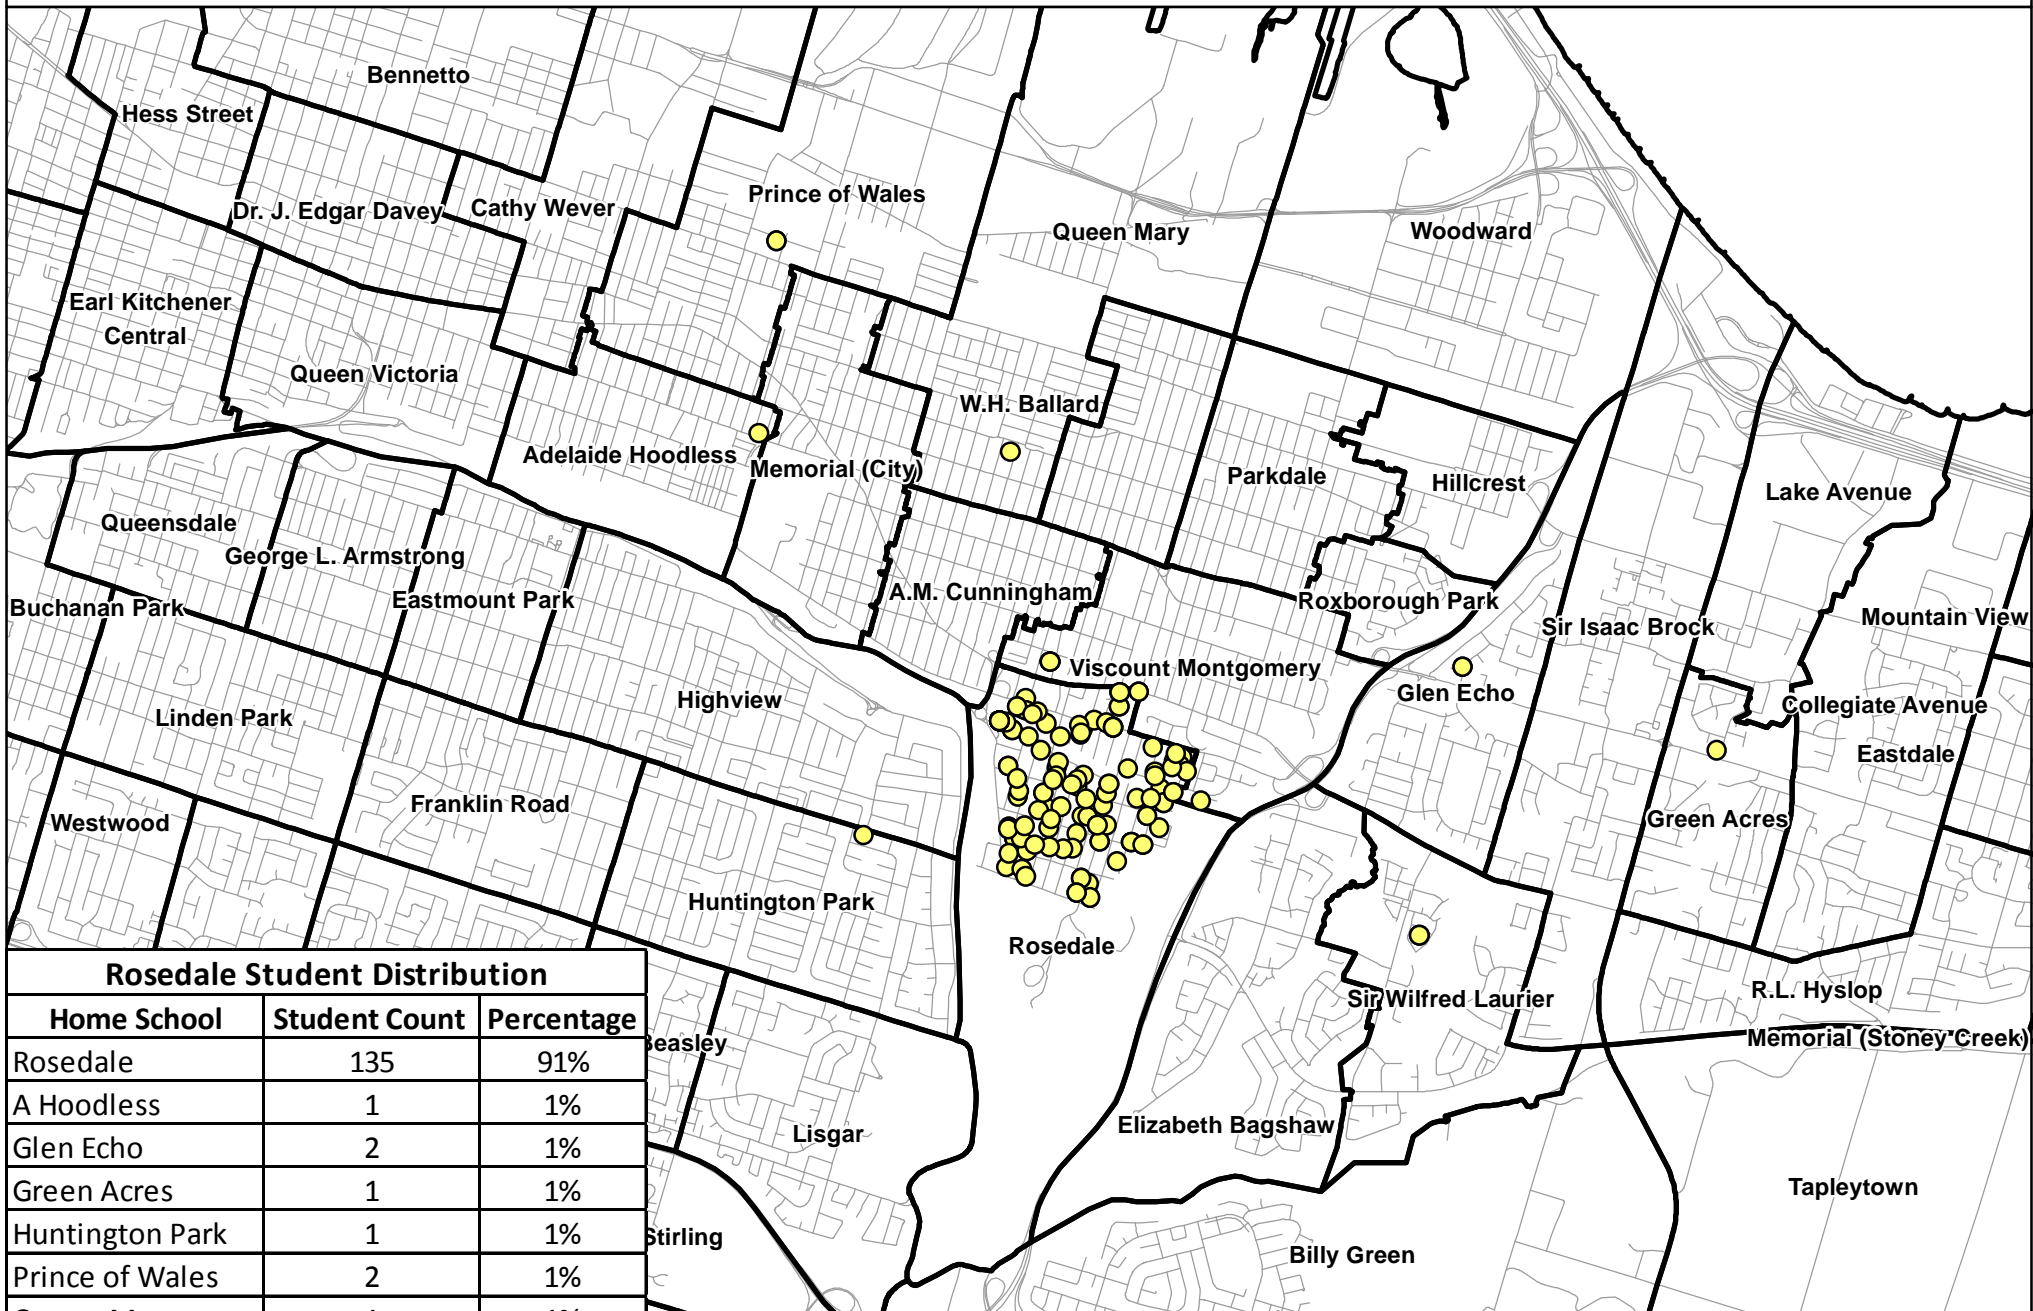 Bennetto
Hess Street
Prince of Wales
Dr. J. Edgar Davey
Cathy Wever
Queen Mary
Woodward
Earl Kitchener
Central
Queen Victoria
W.H. Ballard
Adelaide Hoodless
Memorial (City)
Parkdale
Hillcrest
Lake Avenue
Queensdale
George L. Armstrong
Eastmount Park
A.M. Cunningham
Roxborough Park
Buchanan Park
Sir Isaac Brock
Mountain View
Viscount Montgomery
Glen Echo
Highview
Collegiate Avenue
Linden Park
Eastdale
Franklin Road
Westwood
Green Acres
Huntington Park
Rosedale
Sir Wilfred Laurier
R.L. Hyslop
Memorial (Stoney Creek)
Beasley
Elizabeth Bagshaw
Lisgar
Tapleytown
Stirling
Billy Green
Rosedale Student Distribution
Home School Student Count Percentage
Rosedale 135 91%
A Hoodless 1 1%
Glen Echo 2 1%
Green Acres 1 1%
Huntington Park 1 1%
Prince of Wales 2 1%